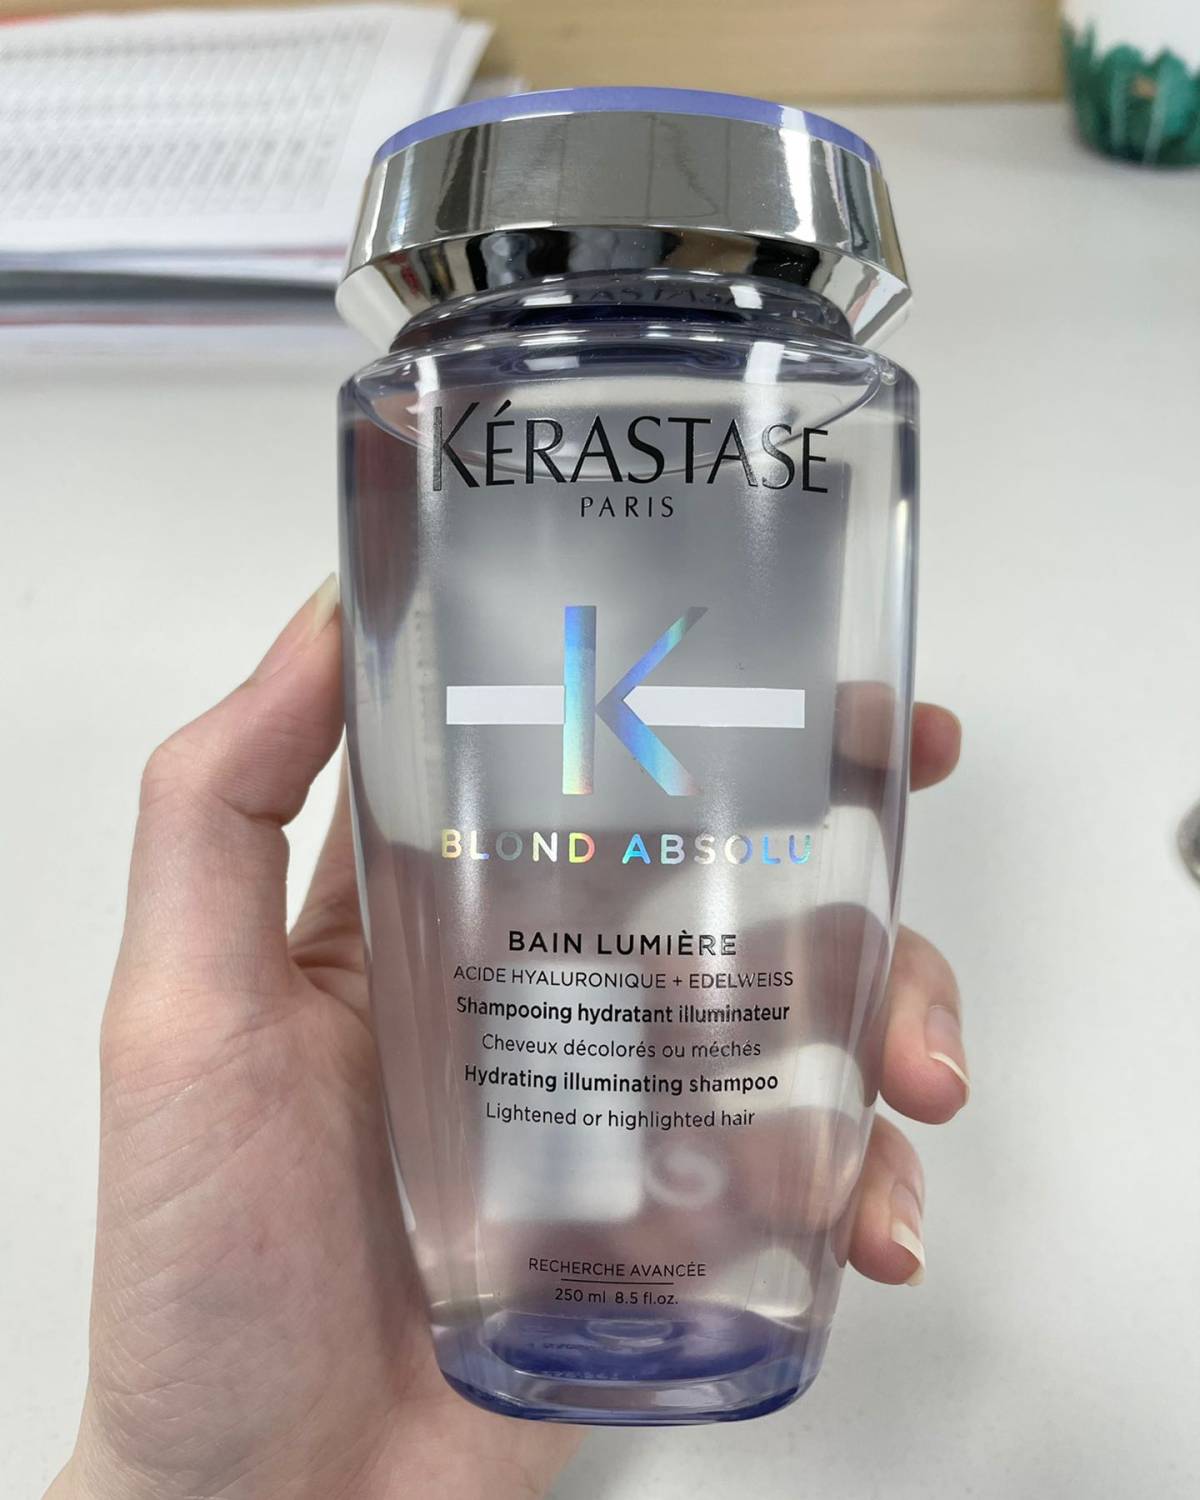 KÉRASTASE
PARIS
K
BLOND ABSOLU
BAIN LUMIÈRE
ACIDE HYALURONIQUE + EDELWEISS
Shampooing hydratant illuminateur
Cheveux décolorés ou méchés
Hydrating illuminating shampoo
Lightened or highlighted hair
RECHERCHE AVANCÉE
250 ml 8.5 fl.oz.